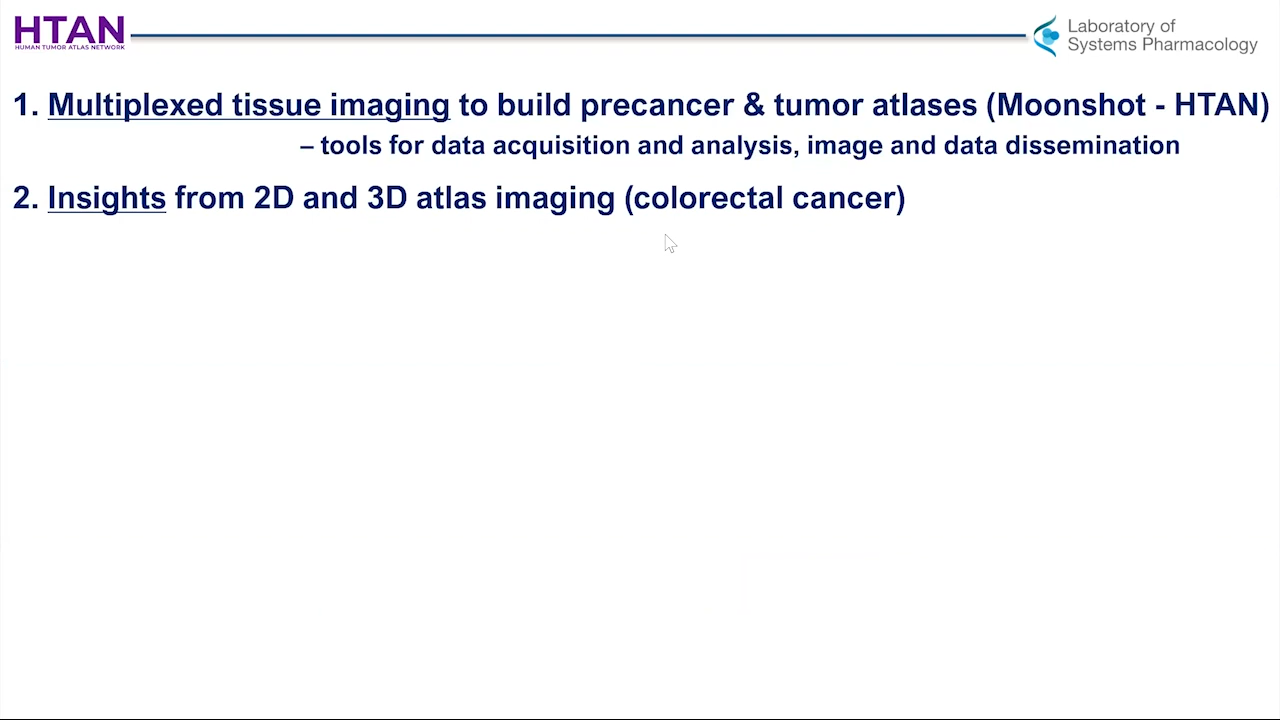 HTAN
HUMAN TUMOR ATLAS NETWORK
Laboratory of
Systems Pharmacology
1. Multiplexed tissue imaging to build precancer & tumor atlases (Moonshot - HTAN)
– tools for data acquisition and analysis, image and data dissemination
2. Insights from 2D and 3D atlas imaging (colorectal cancer)